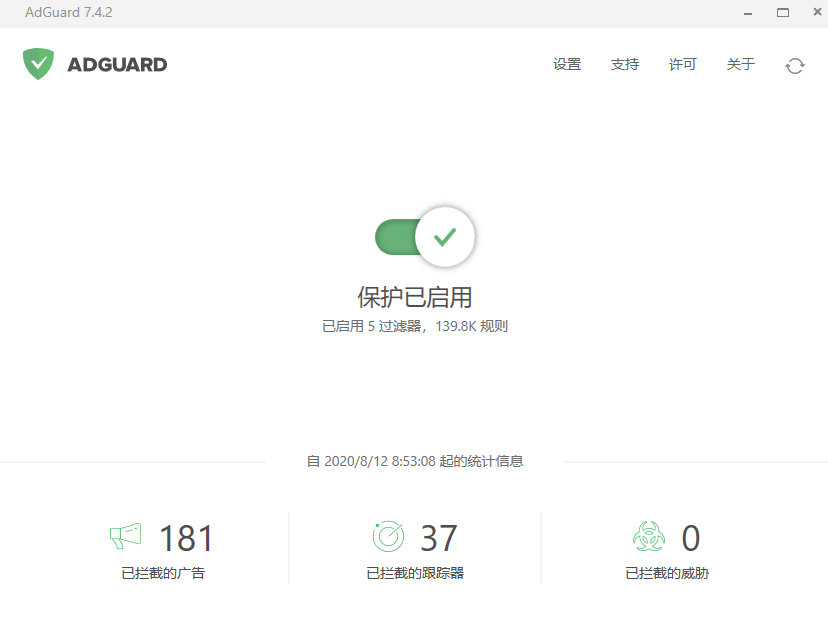 AdGuard 7.4.2
ADGUARD
设置 支持 许可 关于
保护已启用
已启用 5 过滤器，139.8K 规则
自 2020/8/12 8:53:08 起的统计信息
181 37 0
已拦截的广告 已拦截的跟踪器 已拦截的威胁